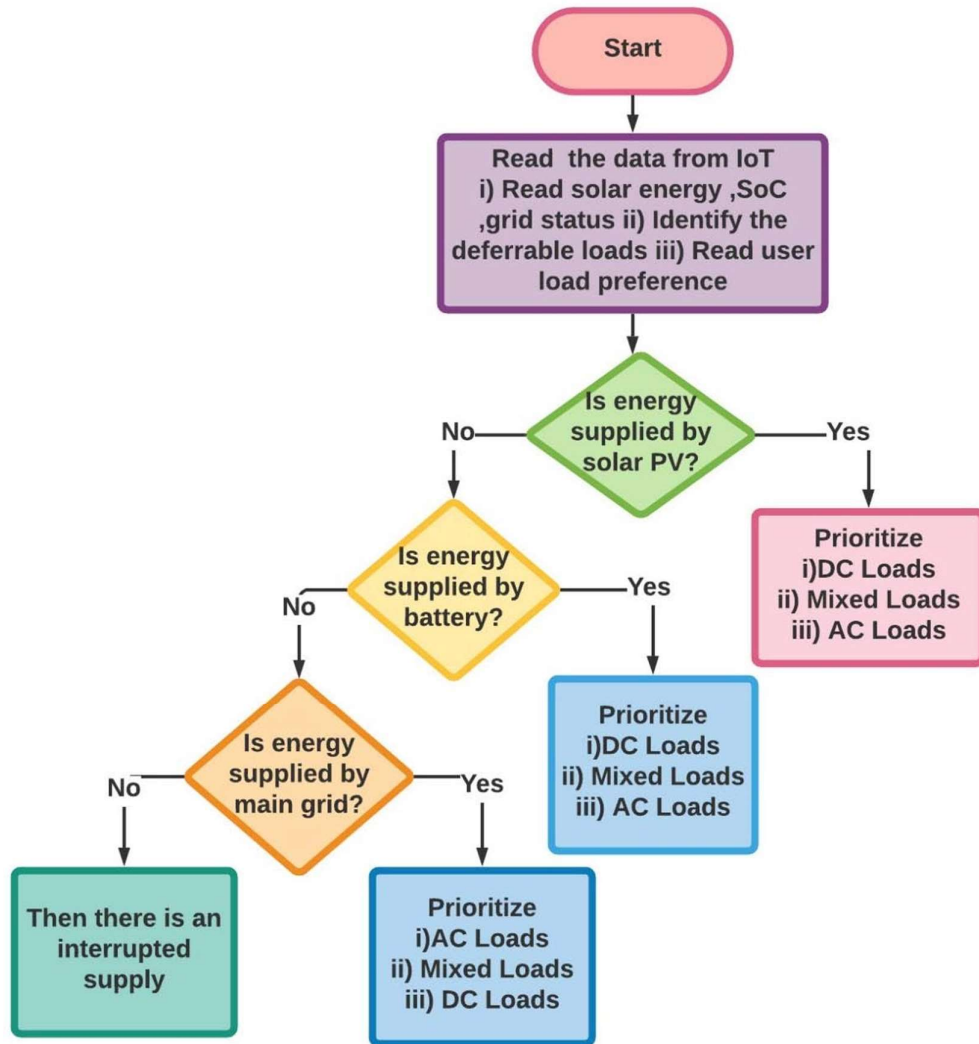 Start
Read the data from IoT
i) Read solar energy ,SoC
,grid status ii) Identify the
deferrable loads iii) Read user
load preference
Is energy
supplied by
solar PV?
No
Yes
Prioritize
i)DC Loads
ii) Mixed Loads
iii) AC Loads
Is energy
supplied by
battery?
No
Yes
Prioritize
i)DC Loads
ii) Mixed Loads
iii) AC Loads
Is energy
supplied by
main grid?
No
Yes
Then there is an
interrupted
supply
Prioritize
i)AC Loads
ii) Mixed Loads
iii) DC Loads